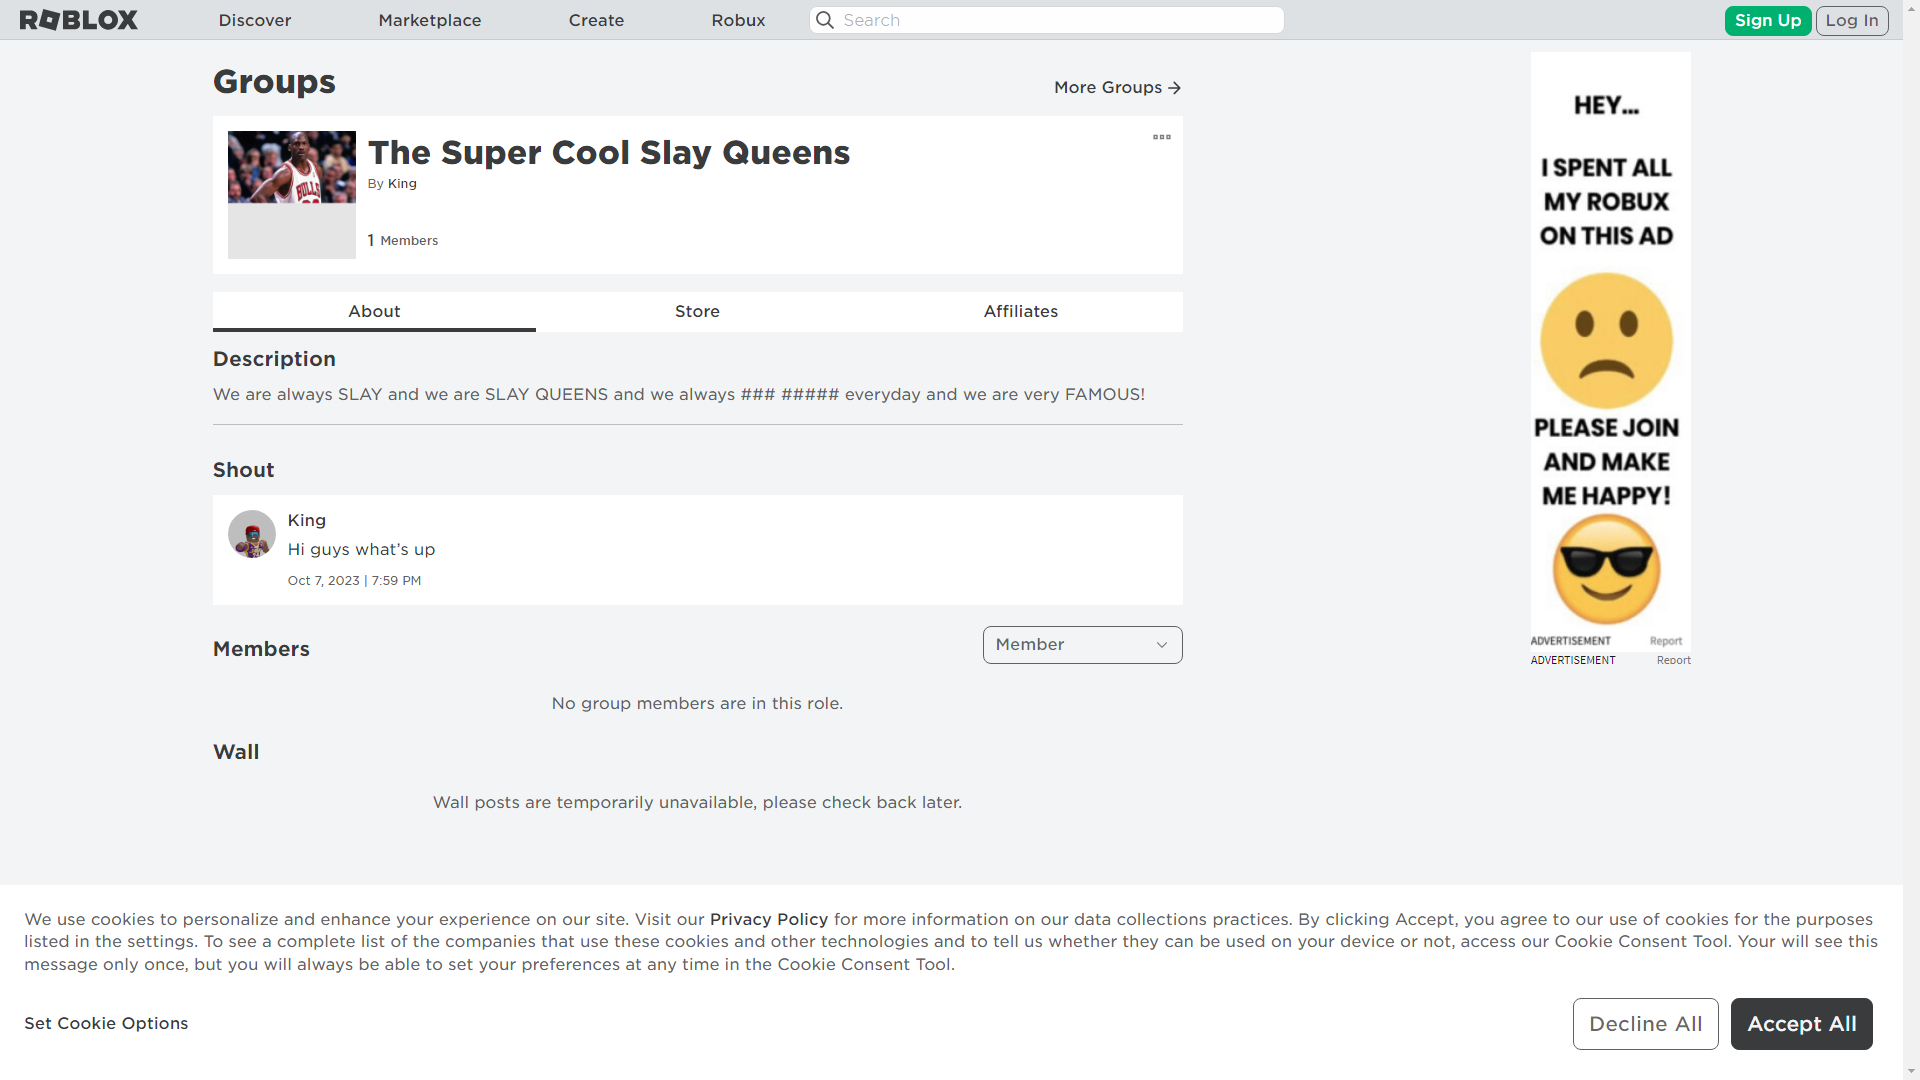 ROBLOX Discover Marketplace Create Robux Search Sign Up Log In
Groups
More Groups
The Super Cool Slay Queens
By King
BULLS
1 Members
About Store Affiliates
Description
We are always SLAY and we are SLAY QUEENS and we always ### ##### everyday and we are very FAMOUS!
Shout
King
Hi guys what’s up
Oct 7, 2023 | 7:59 PM
Members
Member
No group members are in this role.
Wall
Wall posts are temporarily unavailable, please check back later.
HEY...
I SPENT ALL
MY ROBUX
ON THIS AD
PLEASE JOIN
AND MAKE
ME HAPPY!
ADVERTISEMENT Report
ADVERTISEMENT Report
We use cookies to personalize and enhance your experience on our site. Visit our Privacy Policy for more information on our data collections practices. By clicking Accept, you agree to our use of cookies for the purposes
listed in the settings. To see a complete list of the companies that use these cookies and other technologies and to tell us whether they can be used on your device or not, access our Cookie Consent Tool. Your will see this
message only once, but you will always be able to set your preferences at any time in the Cookie Consent Tool.
Set Cookie Options
Decline All
Accept All